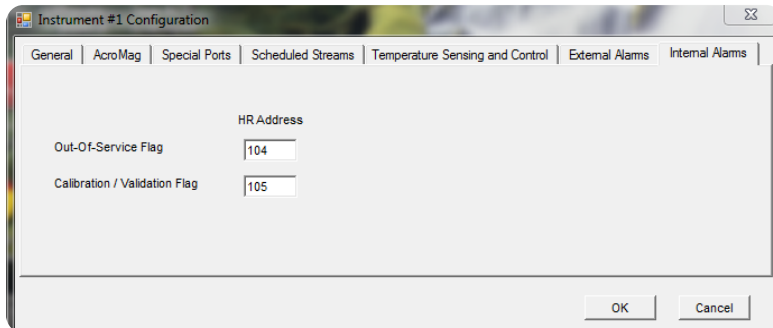 Instrument #1 Configuration
General AcroMag Special Ports Scheduled Streams Temperature Sensing and Control External Alarms Internal Alarms
HR Address
Out-Of-Service Flag 104
Calibration / Validation Flag 105
OK Cancel